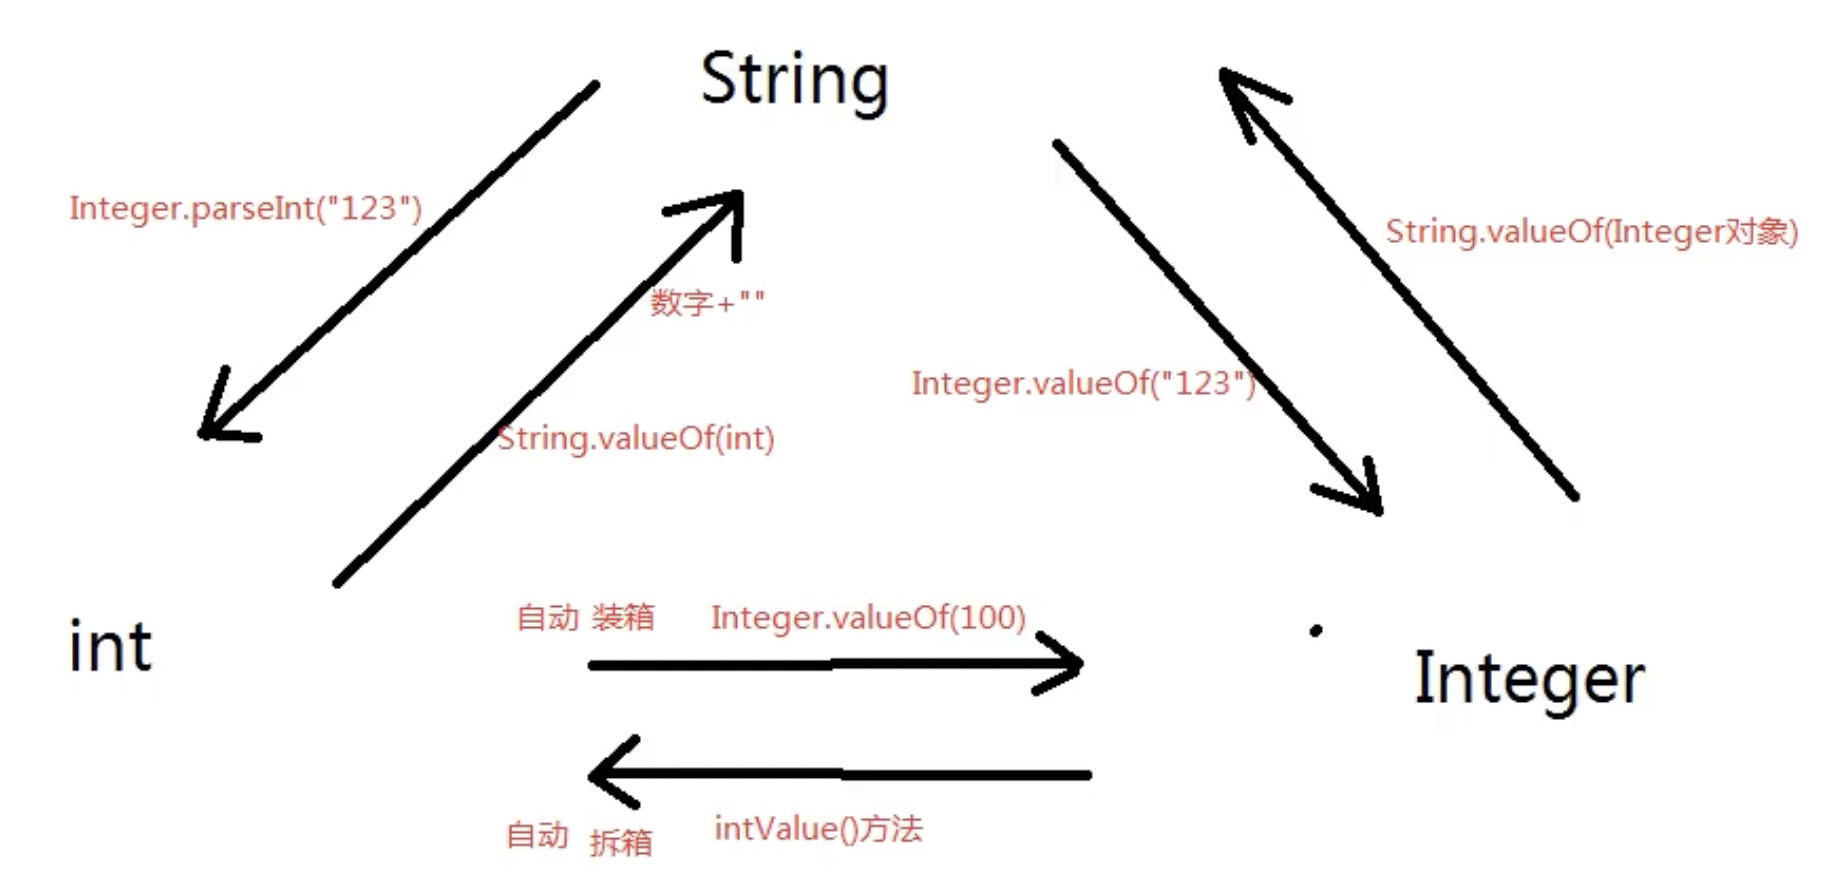 String
Integer.parseInt("123")
String.valueOf(Integer对象)
数字+""
Integer.valueOf("123")
String.valueOf(int)
自动 装箱 Integer.valueOf(100)
int
Integer
自动 拆箱 intValue()方法